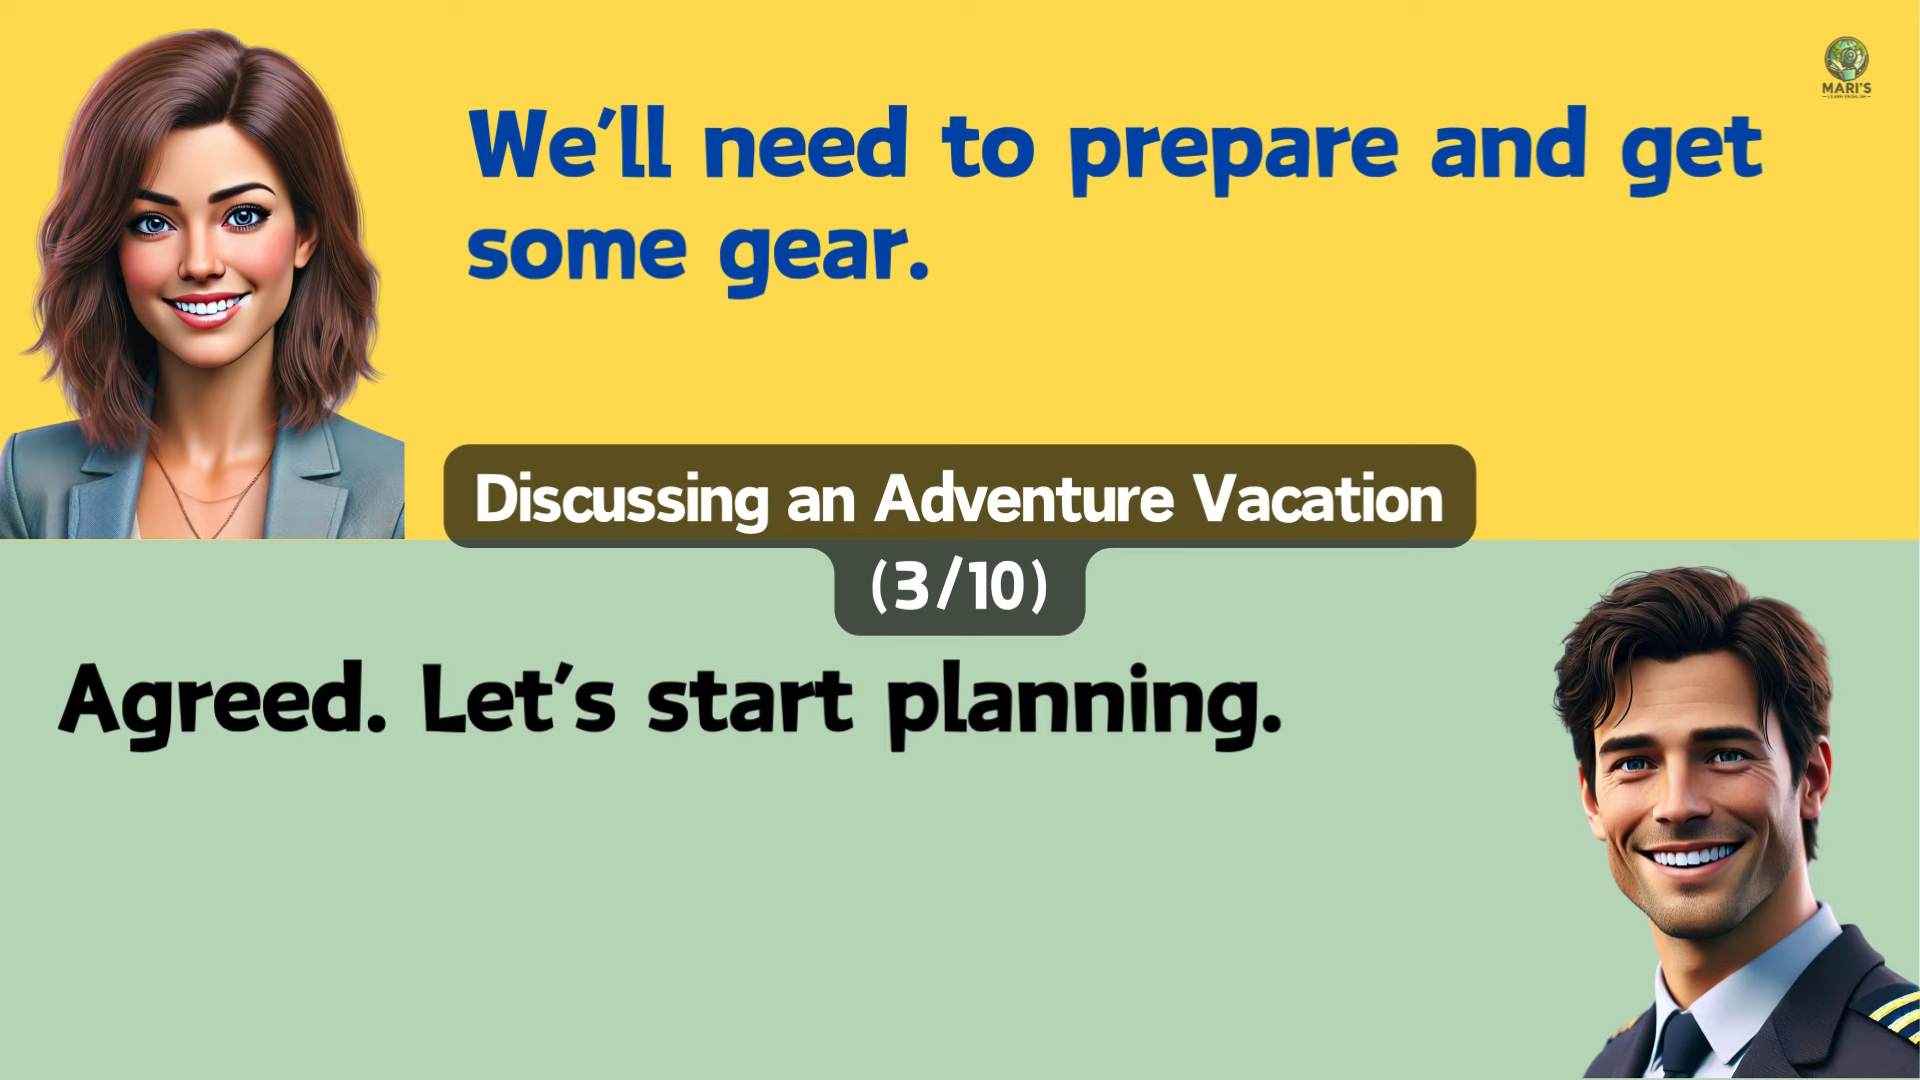 MARI'S
We'll need to prepare and get
some gear.
Discussing an Adventure Vacation
(3/10)
Agreed. Let's start planning.